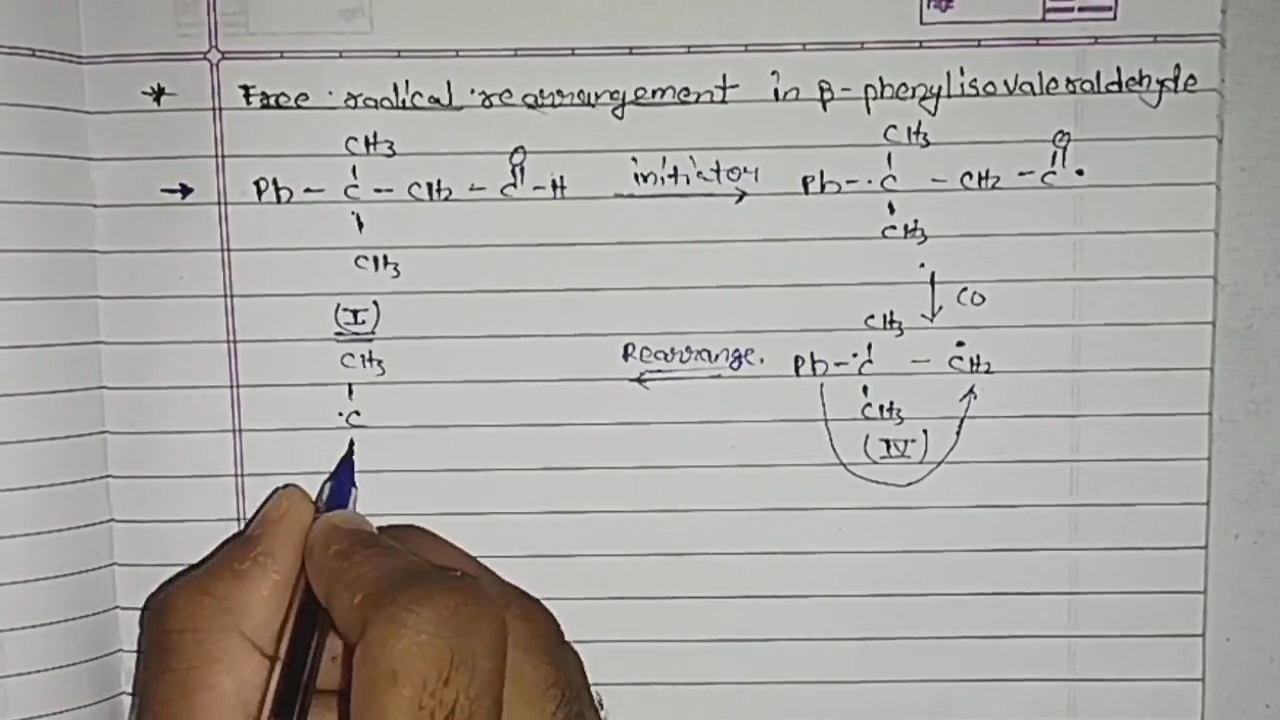 * Free radical rearrangement in β-phenylisovaleraldehyde
CH3 CH3 O
→ Ph - C - CH2 - C - H initiator Ph - ·C - CH2 - C ·
O
CH3 CH3
CO
(I) CH3
CH3 Rearrange. Ph - ·C - ĊH2
·C CH3
(IV)